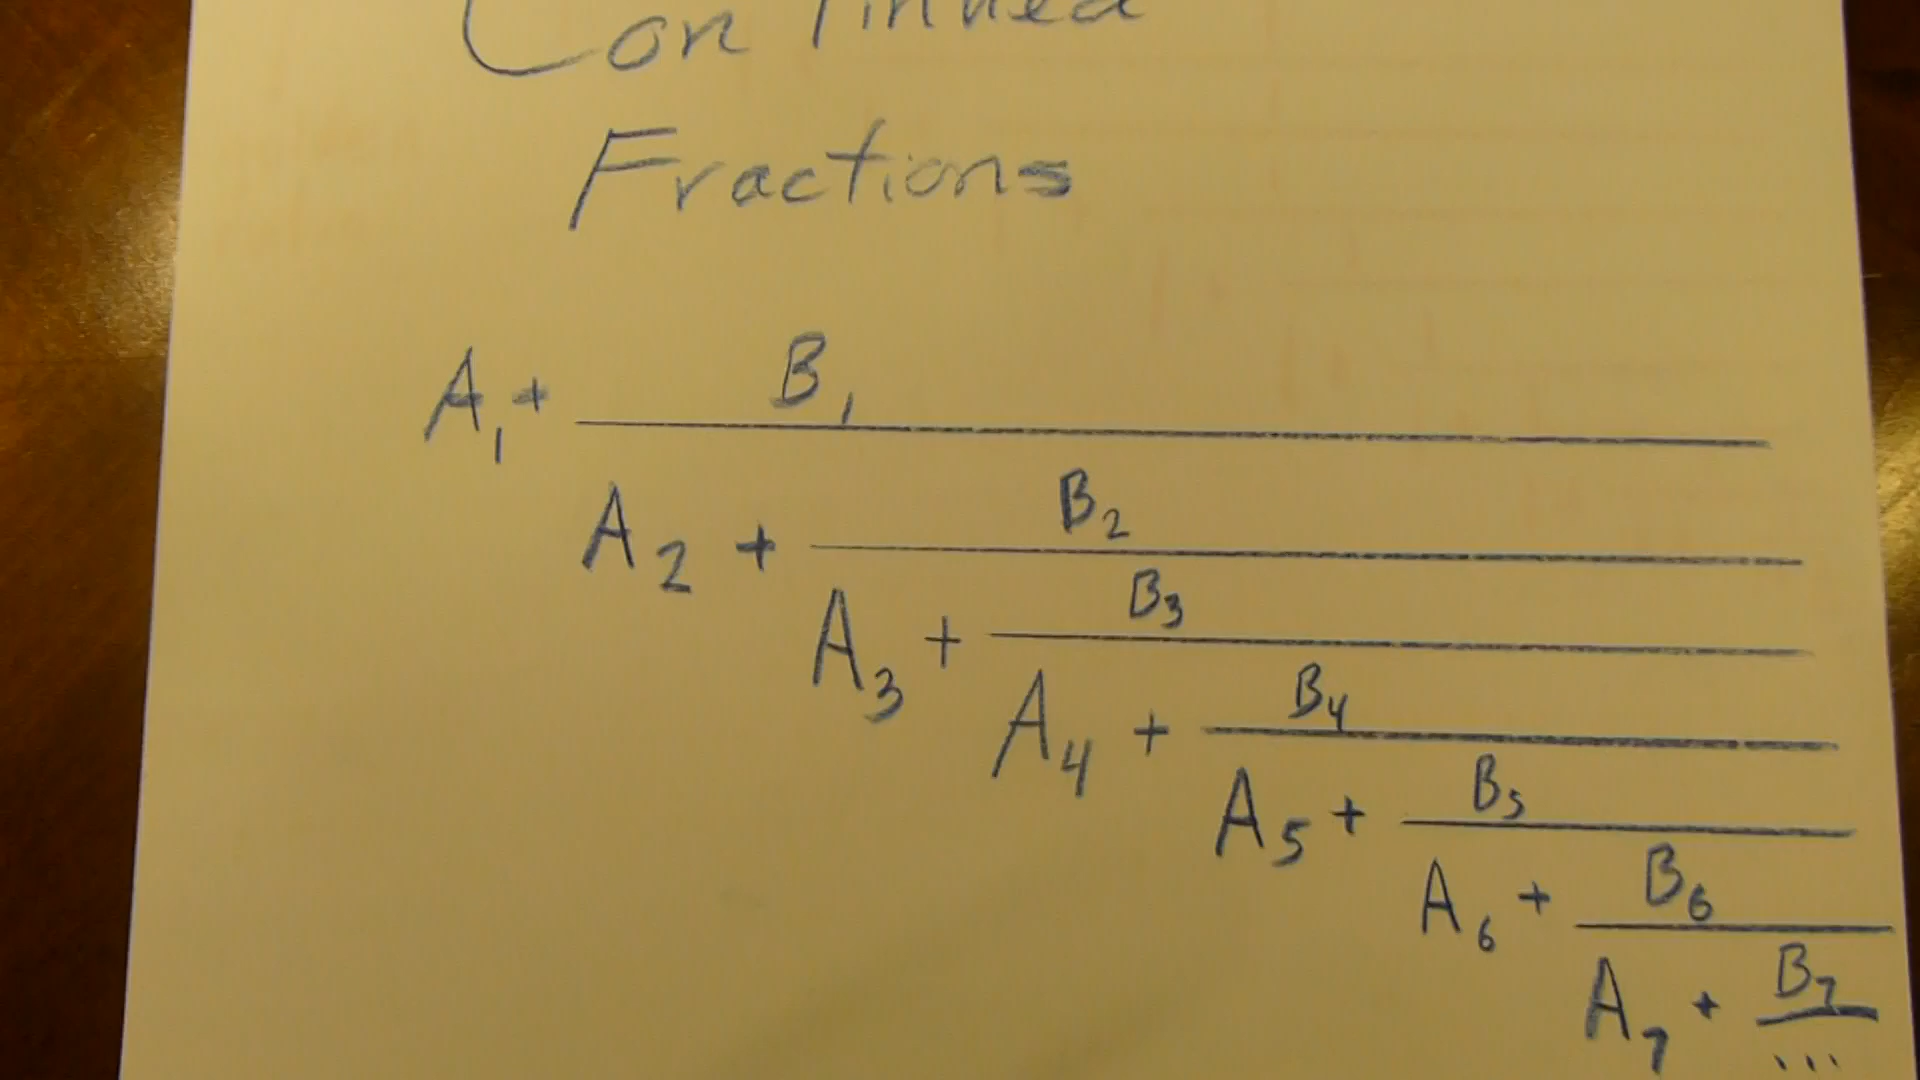 Continued
Fractions
A1 + B1
A2 + B2
A3 + B3
A4 + B4
A5 + B5
A6 + B6
A7 + B7
...